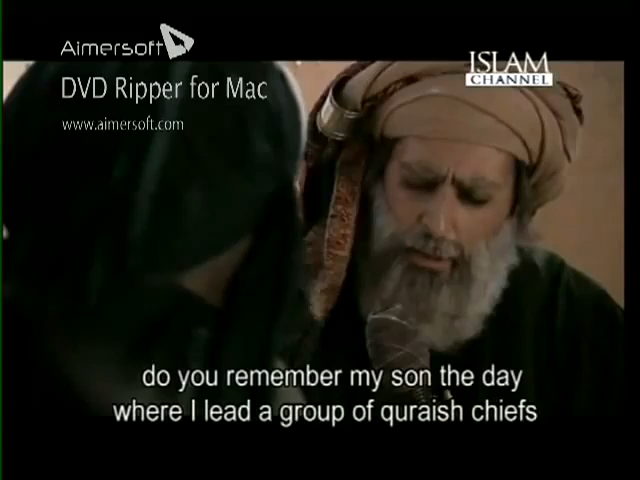 Aimersoft
DVD Ripper for Mac
www.aimersoft.com
ISLAM
CHANNEL
do you remember my son the day
where I lead a group of quraish chiefs